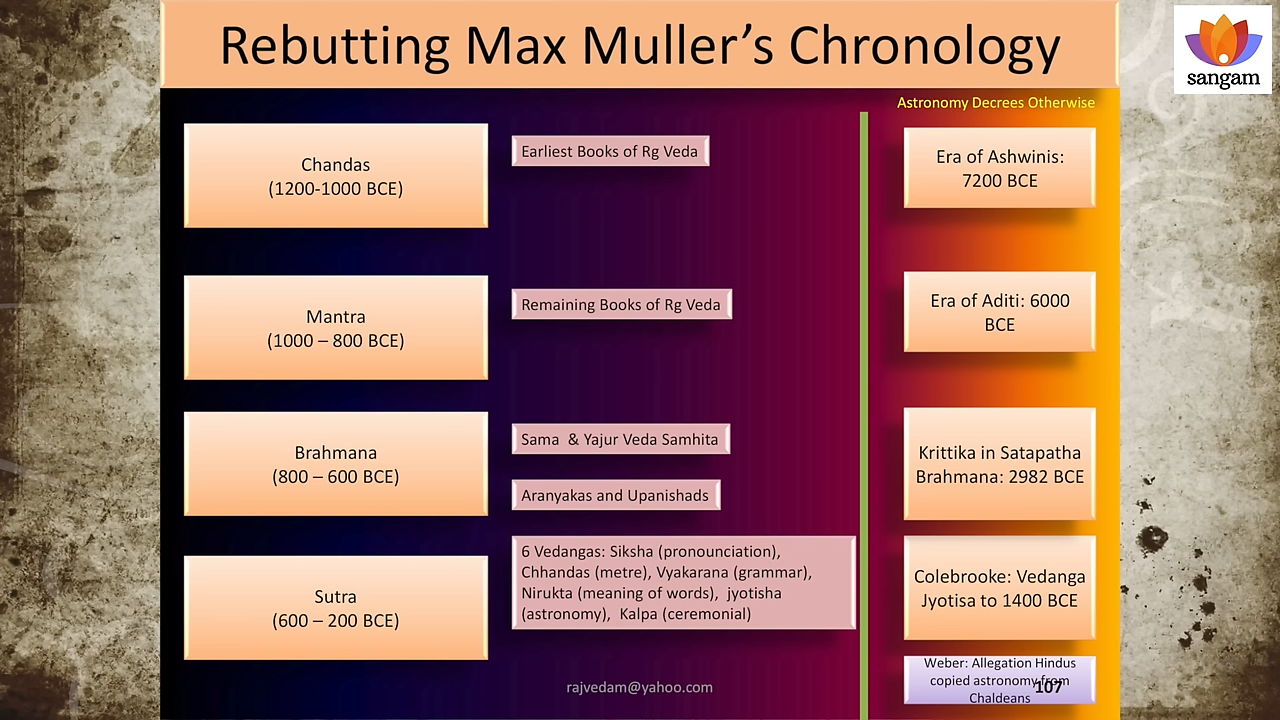 Rebutting Max Muller’s Chronology
sangam
Astronomy Decrees Otherwise
Chandas
(1200-1000 BCE)
Earliest Books of Rg Veda
Era of Ashwinis:
7200 BCE
Mantra
(1000 – 800 BCE)
Remaining Books of Rg Veda
Era of Aditi: 6000
BCE
Brahmana
(800 – 600 BCE)
Sama & Yajur Veda Samhita
Aranyakas and Upanishads
Krittika in Satapatha
Brahmana: 2982 BCE
Sutra
(600 – 200 BCE)
6 Vedangas: Siksha (pronounciation),
Chhandas (metre), Vyakarana (grammar),
Nirukta (meaning of words), jyotisha
(astronomy), Kalpa (ceremonial)
Colebrooke: Vedanga
Jyotisa to 1400 BCE
Weber: Allegation Hindus
copied astronomy from
Chaldeans
rajvedam@yahoo.com
107